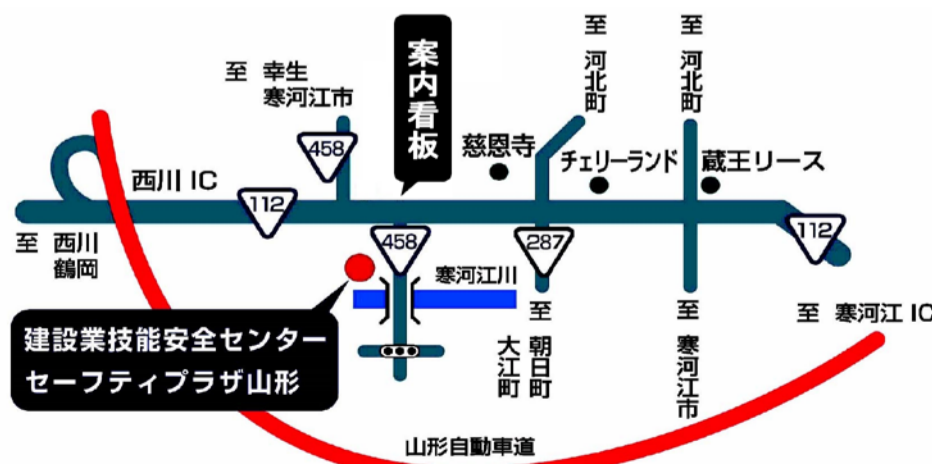 至 幸生
寒河江市
458
案内看板
至 河北町
至 河北町
慈恩寺
チェリーランド
蔵王リース
西川 IC
112
458
287
112
至 西川
鶴岡
寒河江川
至 朝日町
大江町
至 寒河江市
至 寒河江 IC
建設業技能安全センター
セーフティプラザ山形
山形自動車道